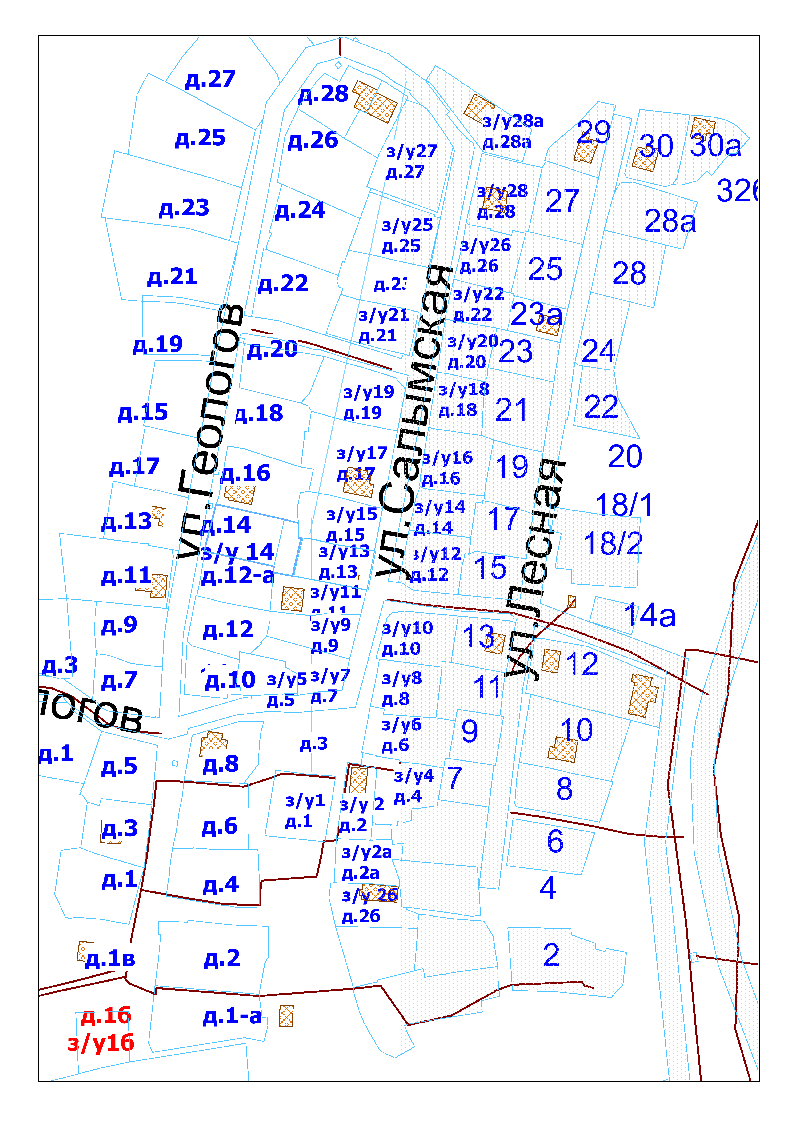 д.27
д.28
з/у28а
д.28а
29
30
30а
д.25
д.26
з/у27
д.27
326
д.23
д.24
з/у28
д.28
27
28а
з/у25
д.25
з/у26
д.26
25
28
д.21
д.22
з/у22
д.22
23а
з/у21
д.21
д.19
д.20
з/у20
д.20
23
24
ул.Геологов
ул.Салымская
ул.Лесная
з/у19
д.19
з/у18
д.18
21
22
д.15
д.18
д.17
д.16
з/у17
д.17
з/у16
д.16
19
20
18/1
д.13
д.14
з/у 14
з/у15
д.15
з/у14
д.14
17
18/2
д.11
д.12-а
з/у13
д.13
з/у12
д.12
15
з/у11
д.11
14а
д.9
д.12
з/у9
д.9
з/у10
д.10
13
12
д.3
д.7
д.10
з/у5
д.5
з/у7
д.7
з/у8
д.8
11
логов
д.1
д.5
д.8
д.3
з/у6
д.6
9
10
з/у4
д.4
7
8
д.3
д.6
з/у1
д.1
з/у 2
д.2
6
д.1
д.4
з/у2а
д.2а
з/у 2б
д.2б
4
д.1в
д.2
2
д.1б
з/у1б
д.1-а